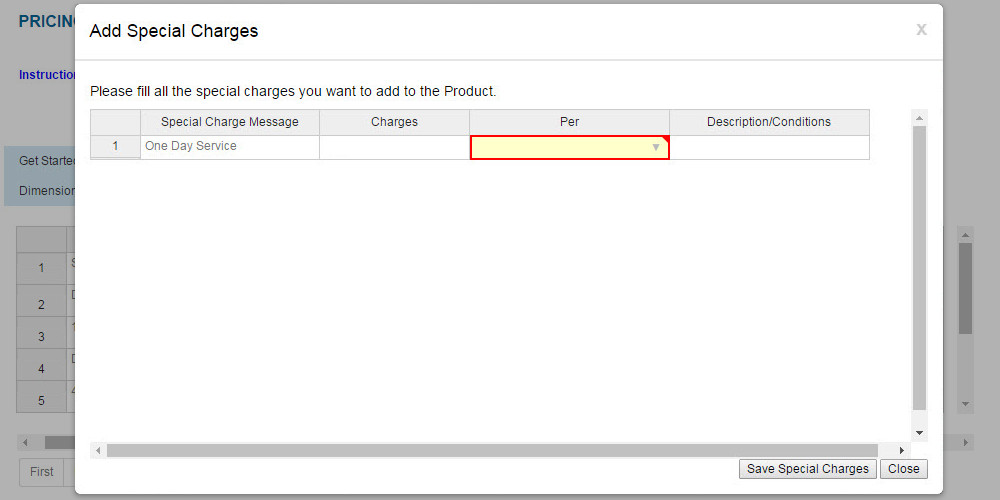 PRICING
Add Special Charges
X
Please fill all the special charges you want to add to the Product.
Special Charge Message Charges Per Description/Conditions
1 One Day Service
Get Started
Dimension
1
2
3
4
5
First
Save Special Charges Close